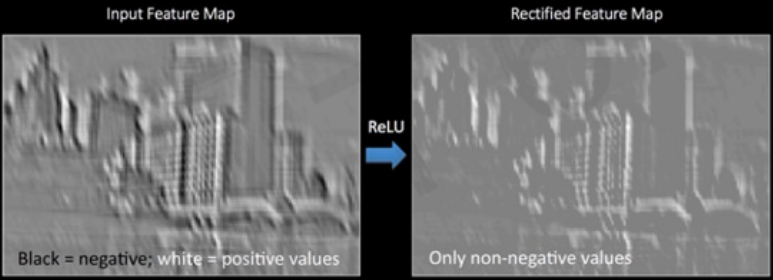 Input Feature Map
Rectified Feature Map
ReLU
Black = negative; white = positive values
Only non-negative values